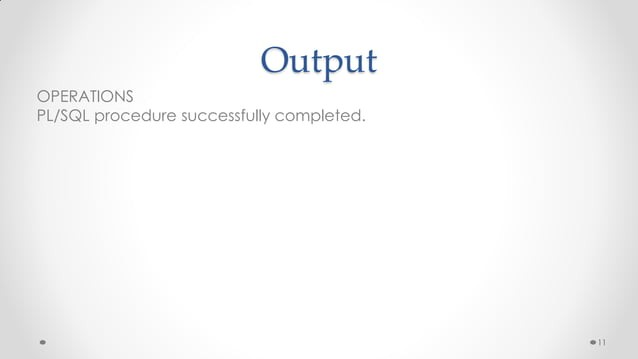 Output
OPERATIONS
PL/SQL procedure successfully completed.
11